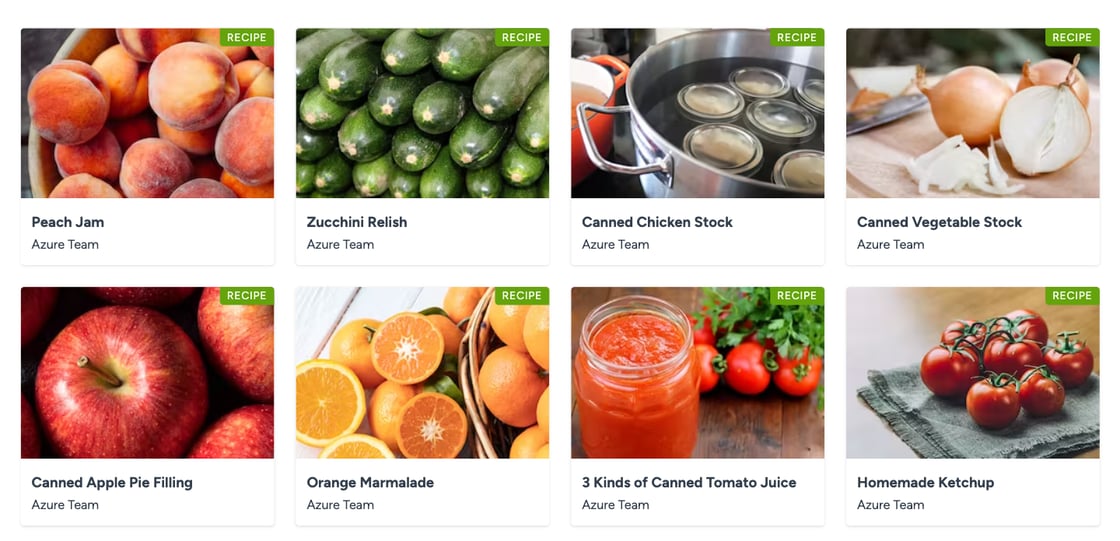 RECIPE
Peach Jam
Azure Team
RECIPE
Zucchini Relish
Azure Team
RECIPE
Canned Chicken Stock
Azure Team
RECIPE
Canned Vegetable Stock
Azure Team
RECIPE
Canned Apple Pie Filling
Azure Team
RECIPE
Orange Marmalade
Azure Team
RECIPE
3 Kinds of Canned Tomato Juice
Azure Team
RECIPE
Homemade Ketchup
Azure Team